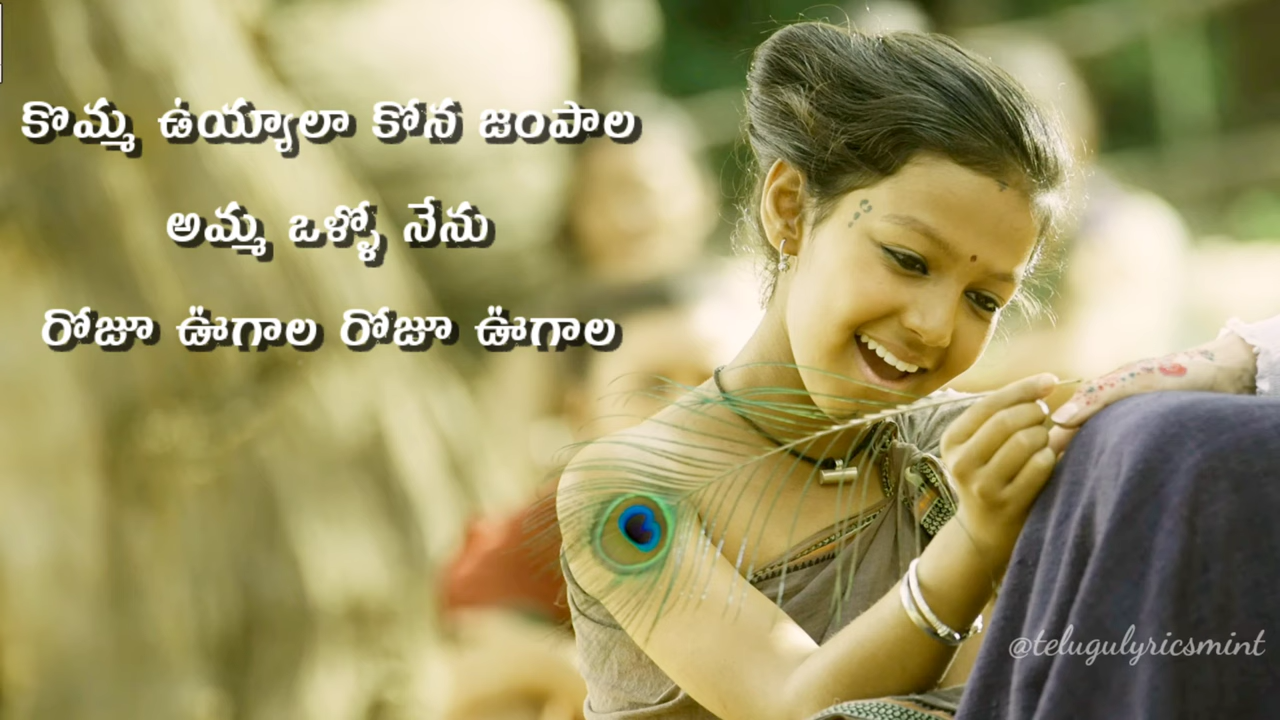 కొమ్మ ఉయ్యాలా కోన జంపాల
అమ్మ ఒళ్ళో నేను
రోజూ ఊగాల రోజూ ఊగాల
@telugulyricsmint